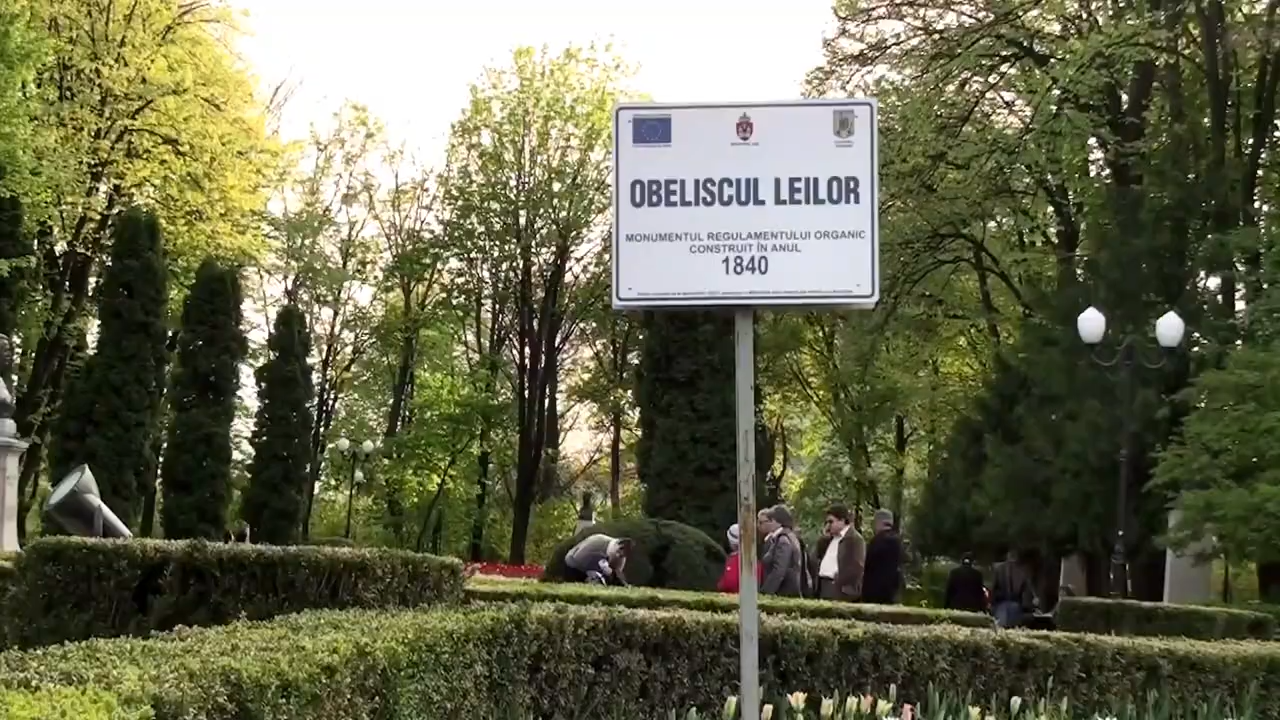 OBELISCUL LEILOR
MONUMENTUL REGULAMENTULUI ORGANIC
CONSTRUIT ÎN ANUL
1840